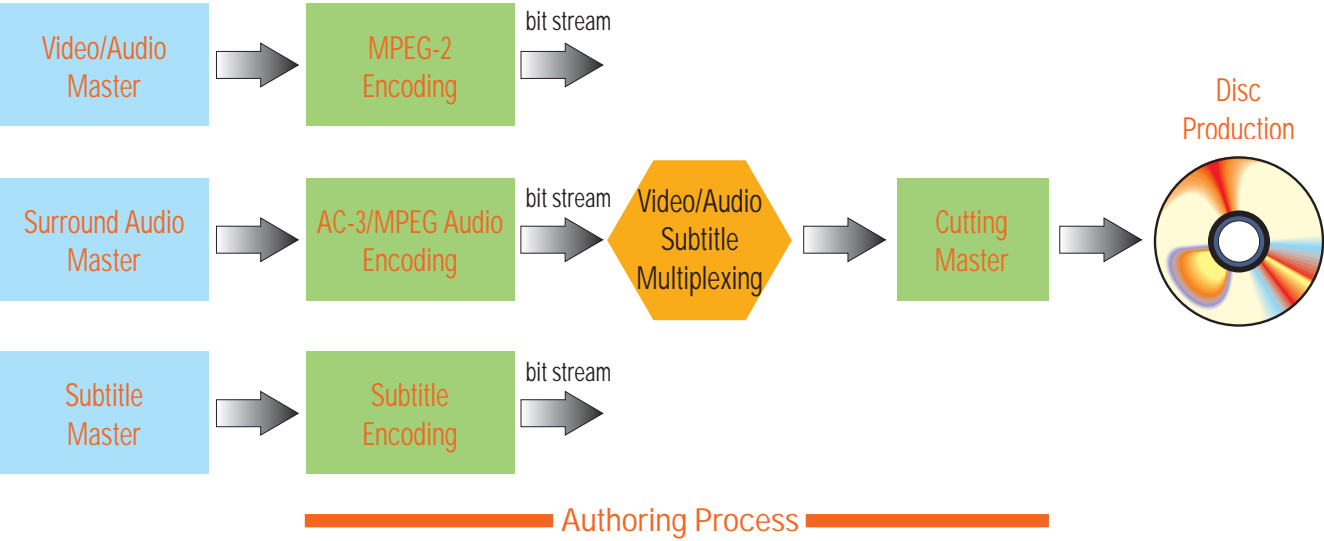 Video/Audio
Master
MPEG-2
Encoding
bit stream
Surround Audio
Master
AC-3/MPEG Audio
Encoding
bit stream
Video/Audio
Subtitle
Multiplexing
Cutting
Master
Disc
Production
Subtitle
Master
Subtitle
Encoding
bit stream
Authoring Process